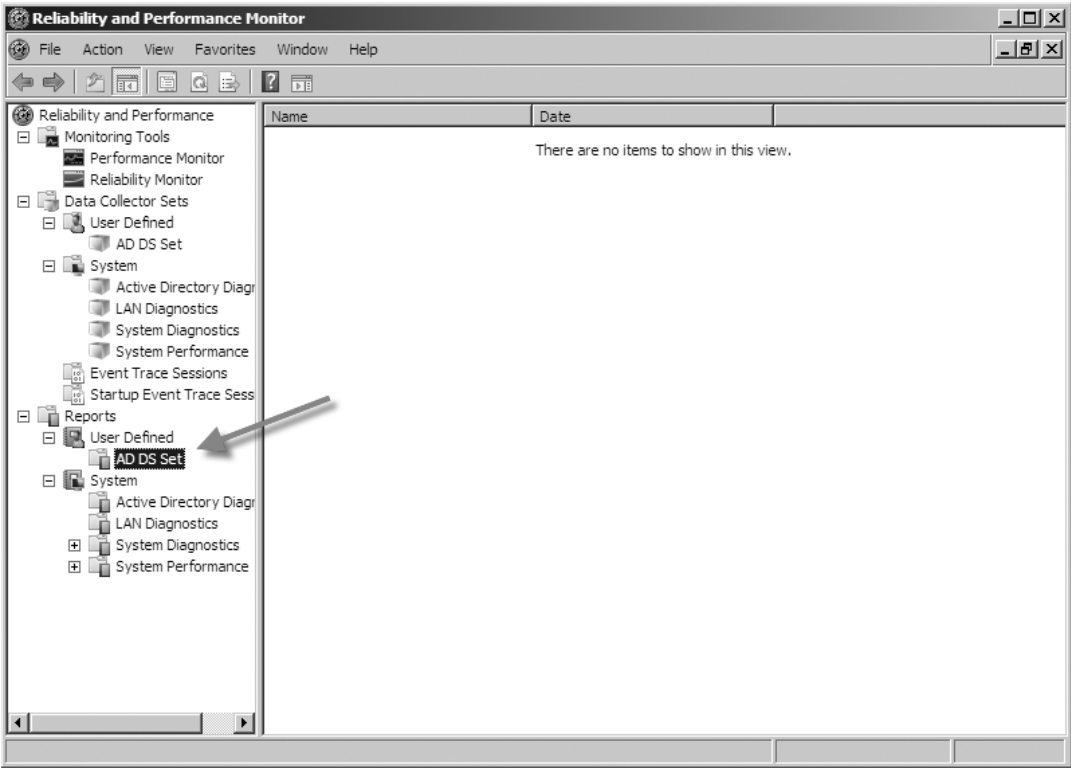 Reliability and Performance Monitor
File Action View Favorites Window Help
Reliability and Performance
Name Date
Monitoring Tools
There are no items to show in this view.
Performance Monitor
Reliability Monitor
Data Collector Sets
User Defined
AD DS Set
System
Active Directory Diagr
LAN Diagnostics
System Diagnostics
System Performance
Event Trace Sessions
Startup Event Trace Sess
Reports
User Defined
AD DS Set
System
Active Directory Diagr
LAN Diagnostics
System Diagnostics
System Performance